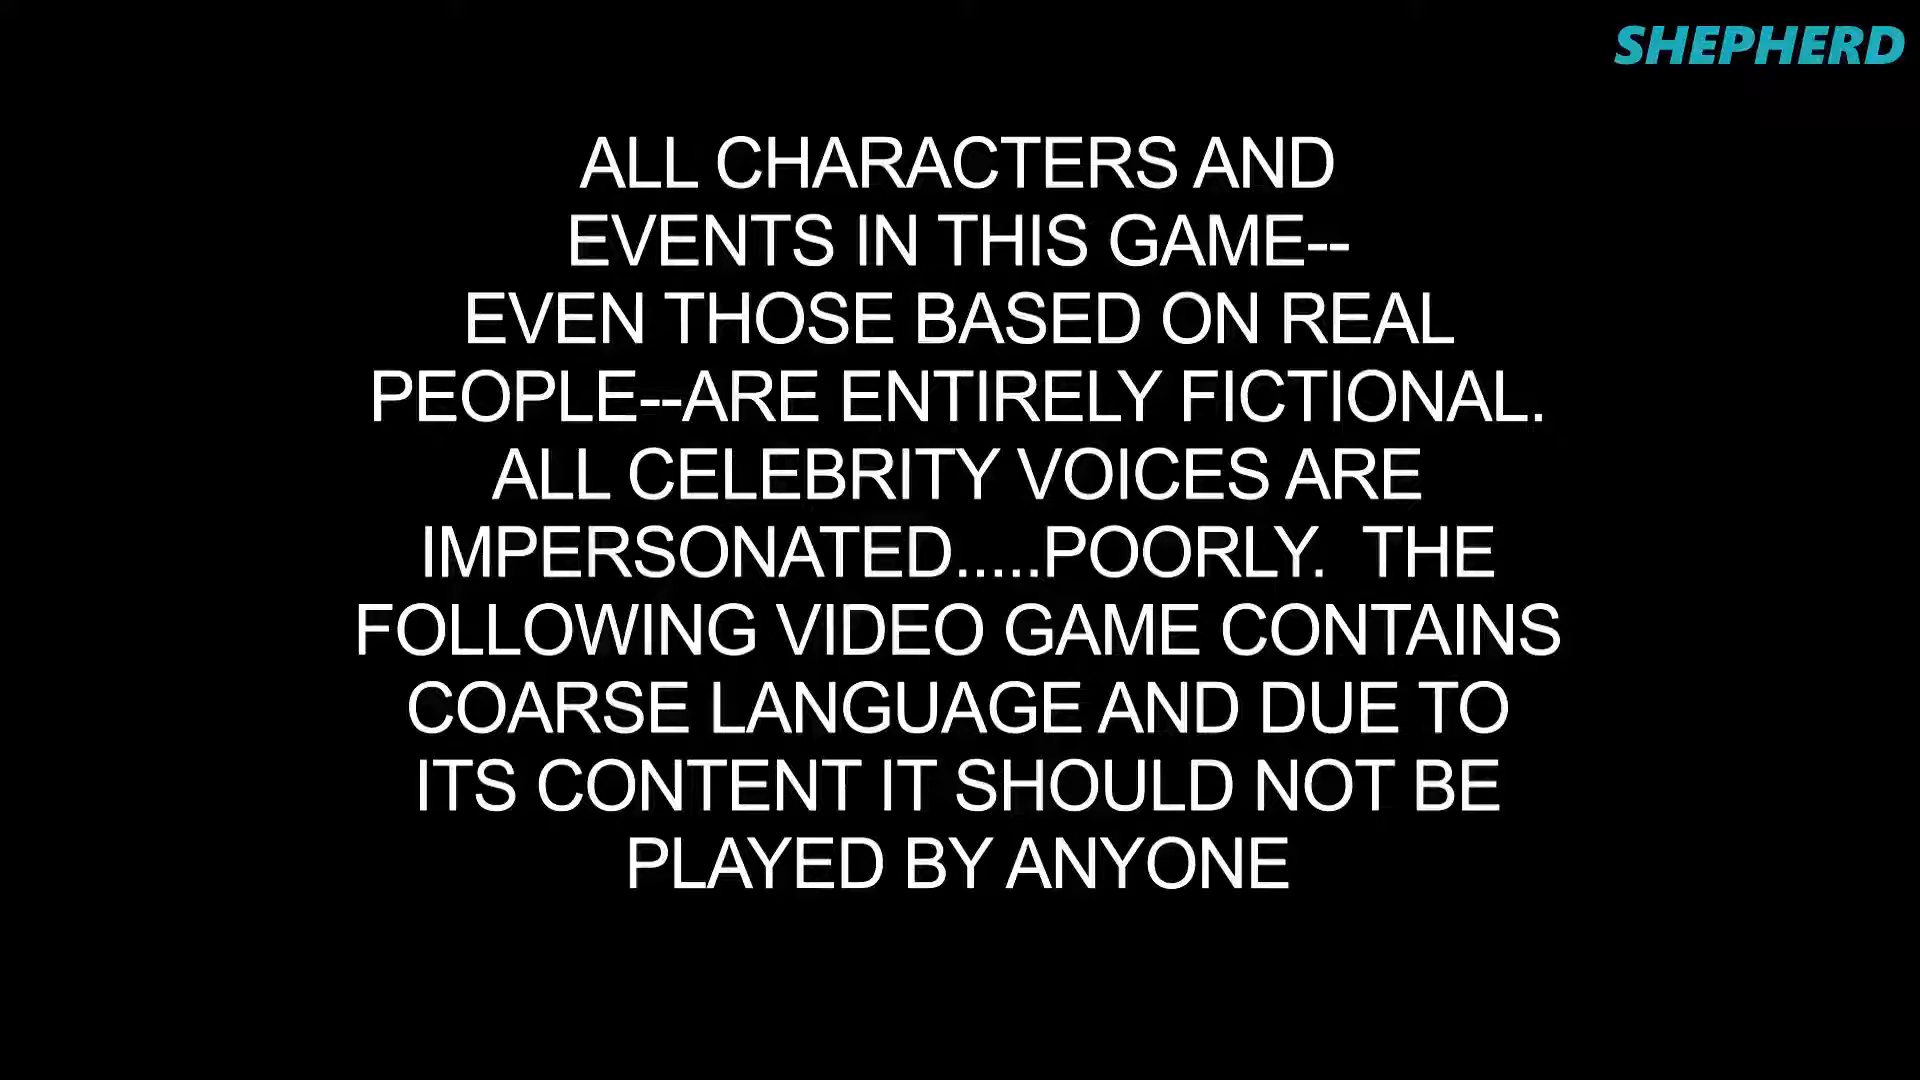 SHEPHERD
ALL CHARACTERS AND
EVENTS IN THIS GAME--
EVEN THOSE BASED ON REAL
PEOPLE--ARE ENTIRELY FICTIONAL.
ALL CELEBRITY VOICES ARE
IMPERSONATED.....POORLY.  THE
FOLLOWING VIDEO GAME CONTAINS
COARSE LANGUAGE AND DUE TO
ITS CONTENT IT SHOULD NOT BE
PLAYED BY ANYONE